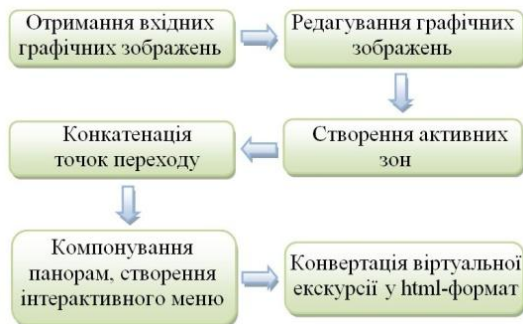 Отримання вхідних
графічних зображень
Редагування графічних
зображень
Створення активних
зон
Конкатенація
точок переходу
Компонування
панорам, створення
інтерактивного меню
Конвертація віртуальної
екскурсії у html-формат